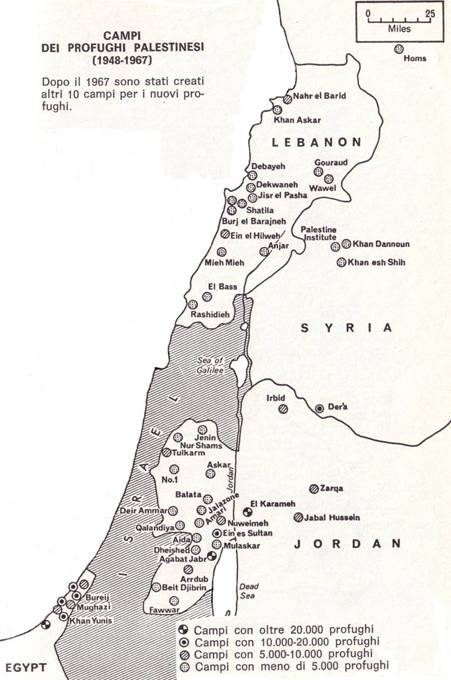 CAMPI
DEI PROFUGHI PALESTINESI
(1948-1967)
Dopo il 1967 sono stati creati
altri 10 campi per i nuovi pro-
fughi.
0 25
Miles
Homs
Nahr el Barid
Khan Askar
LEBANON
Debayeh
Gouraud
Dekwaneh
Wawel
Jisr el Pasha
Shatila
Burj el Barajneh
Ein el Hilweh
Palestine
Institute
Khan Dannoun
Anjar
Mieh Mieh
Khan esh Shih
El Bass
Rashidieh
SYRIA
Sea of
Galilee
Irbid
Der'a
ISRAEL
Jenin
Nur Shams
Tulkarm
Askar
No.1
Jordan
Zarqa
Balata
El Karameh
Deir Ammar
Jalazone
Amari
Jabal Hussein
Qalandiya
Nuweimeh
Ein es Sultan
Aida
Mulaskar
JORDAN
Dheisheh
Agabat Jabr
Arrdub
Beit Djibrin
Dead
Sea
Fawwar
Bureij
Mughazi
Khan Yunis
EGYPT
Campi con oltre 20.000 profughi
Campi con 10.000-20.000 profughi
Campi con 5.000-10.000 profughi
Campi con meno di 5.000 profughi